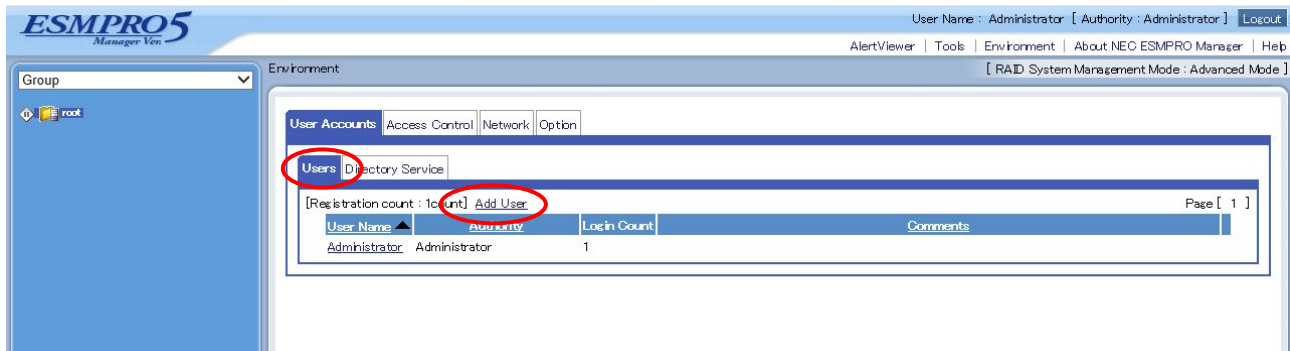 ESMPRO5
Manager Ver.
User Name : Administrator [ Authority : Administrator ] Logout
AlertViewer | Tools | Environment | About NEC ESMPRO Manager | Help
Group
Environment
[ RAID System Management Mode : Advanced Mode ]
root
User Accounts Access Control Network Option
Users Directory Service
[Registration count : 1count] Add User
Page [ 1 ]
User Name Authority Login Count Comments
Administrator Administrator 1